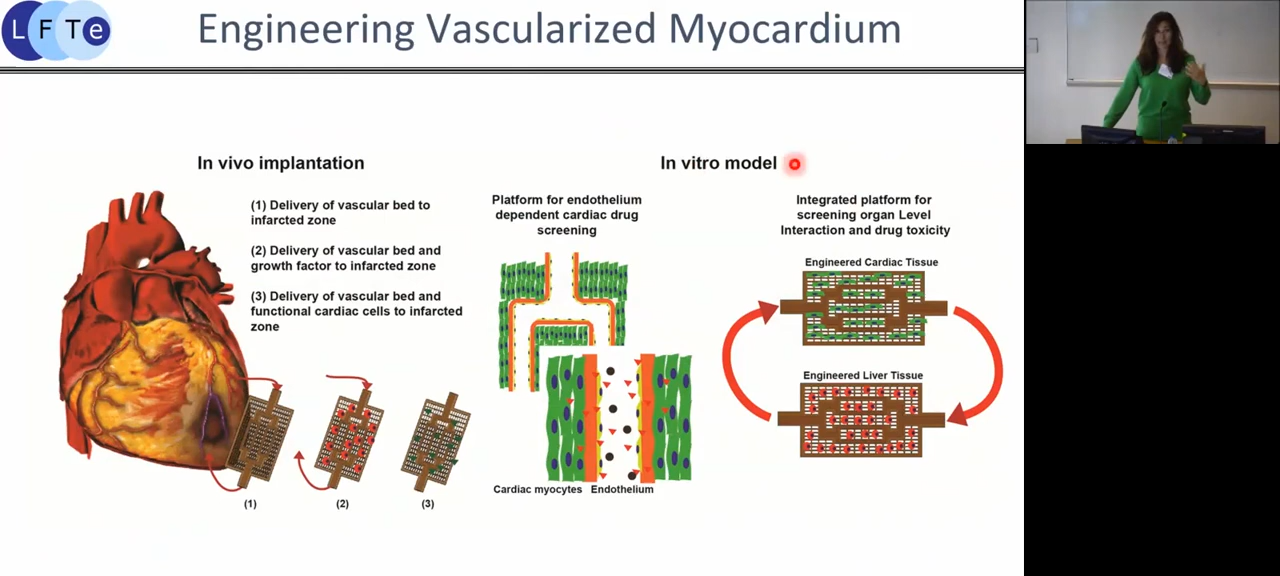 L F T e
Engineering Vascularized Myocardium
In vivo implantation
(1) Delivery of vascular bed to
infarcted zone
(2) Delivery of vascular bed and
growth factor to infarcted zone
(3) Delivery of vascular bed and
functional cardiac cells to infarcted
zone
(1)
(2)
(3)
In vitro model
Platform for endothelium
dependent cardiac drug
screening
Cardiac myocytes
Endothelium
Integrated platform for
screening organ Level
Interaction and drug toxicity
Engineered Cardiac Tissue
Engineered Liver Tissue